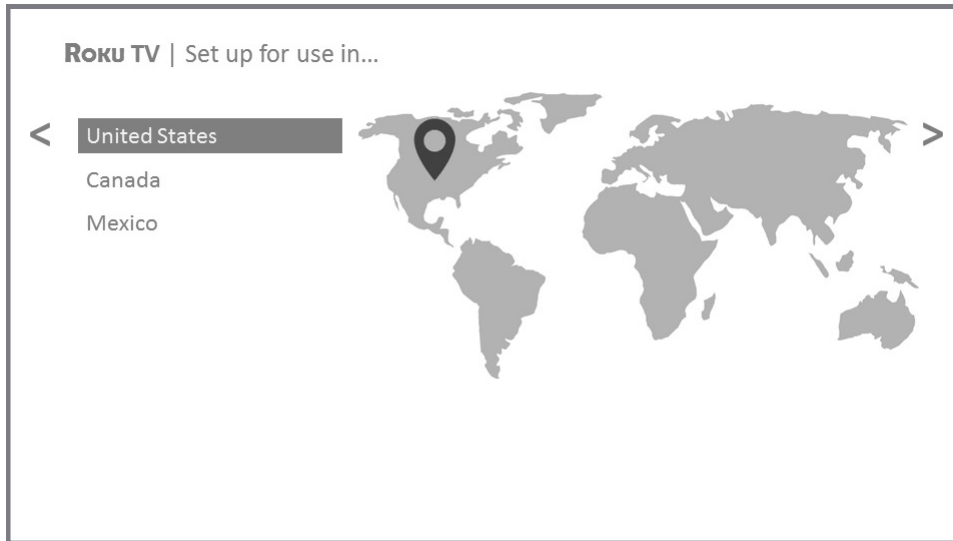 ROKU TV | Set up for use in...
< United States >
Canada
Mexico